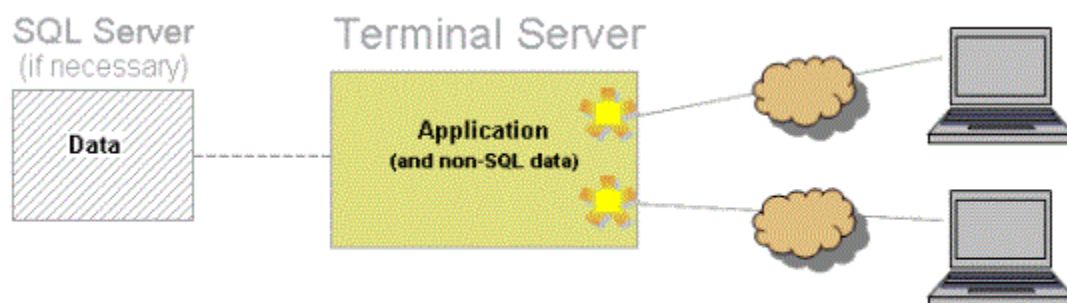 SQL Server
(if necessary)
Data
Terminal Server
Application
(and non-SQL data)